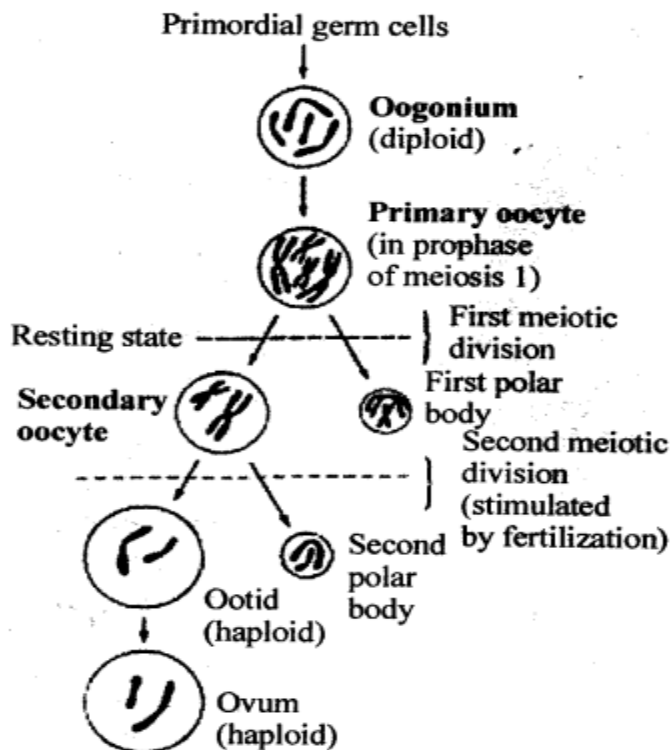 Primordial germ cells
Oogonium
(diploid)
Primary oocyte
(in prophase
of meiosis 1)
Resting state
First meiotic
division
Secondary
oocyte
First polar
body
Second meiotic
division
(stimulated
by fertilization)
Second
polar
body
Ootid
(haploid)
Ovum
(haploid)